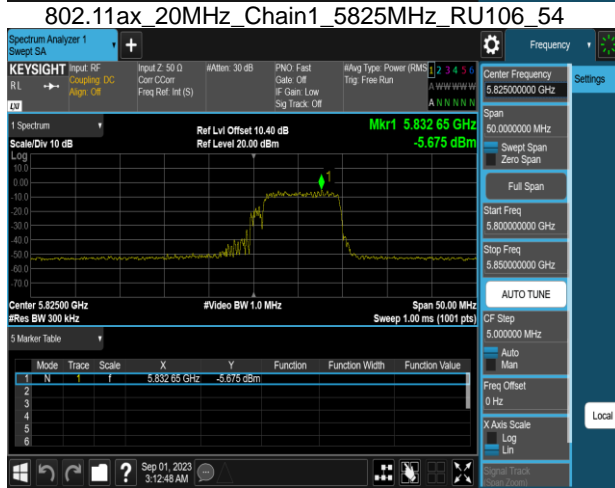 802.11ax_20MHz_Chain1_5825MHz_RU106_54
Spectrum Analyzer 1
Swept SA
+
Frequency
KEYSIGHT
RL
LW
Input: RF
Coupling: DC
Align: Off
Input Z: 50 Ω
Corr CCorr
Freq Ref: Int (S)
#Atten: 30 dB
PNO: Fast
Gate: Off
IF Gain: Low
Sig Track: Off
#Avg Type: Power (RMS
Trig: Free Run
1 2 3 4 5 6
A W W W W W
A N N N N N
1 Spectrum
Scale/Div 10 dB
Ref Lvl Offset 10.40 dB
Ref Level 20.00 dBm
Mkr1 5.832 65 GHz
-5.675 dBm
Log
10.0
0.00
-10.0
-20.0
-30.0
-40.0
-50.0
-60.0
-70.0
1
Center 5.82500 GHz
#Res BW 300 kHz
#Video BW 1.0 MHz
Span 50.00 MHz
Sweep 1.00 ms (1001 pts)
5 Marker Table
Mode Trace Scale X Y Function Function Width Function Value
1 N 1 f 5.832 65 GHz -5.675 dBm
2
3
4
5
6
Sep 01, 2023
3:12:48 AM
?
Center Frequency
5.825000000 GHz
Settings
Span
50.0000000 MHz
Swept Span
Zero Span
Full Span
Start Freq
5.800000000 GHz
Stop Freq
5.850000000 GHz
AUTO TUNE
CF Step
5.000000 MHz
Auto
Man
Freq Offset
0 Hz
X Axis Scale
Log
Lin
Signal Track
(Span Zoom)
Local